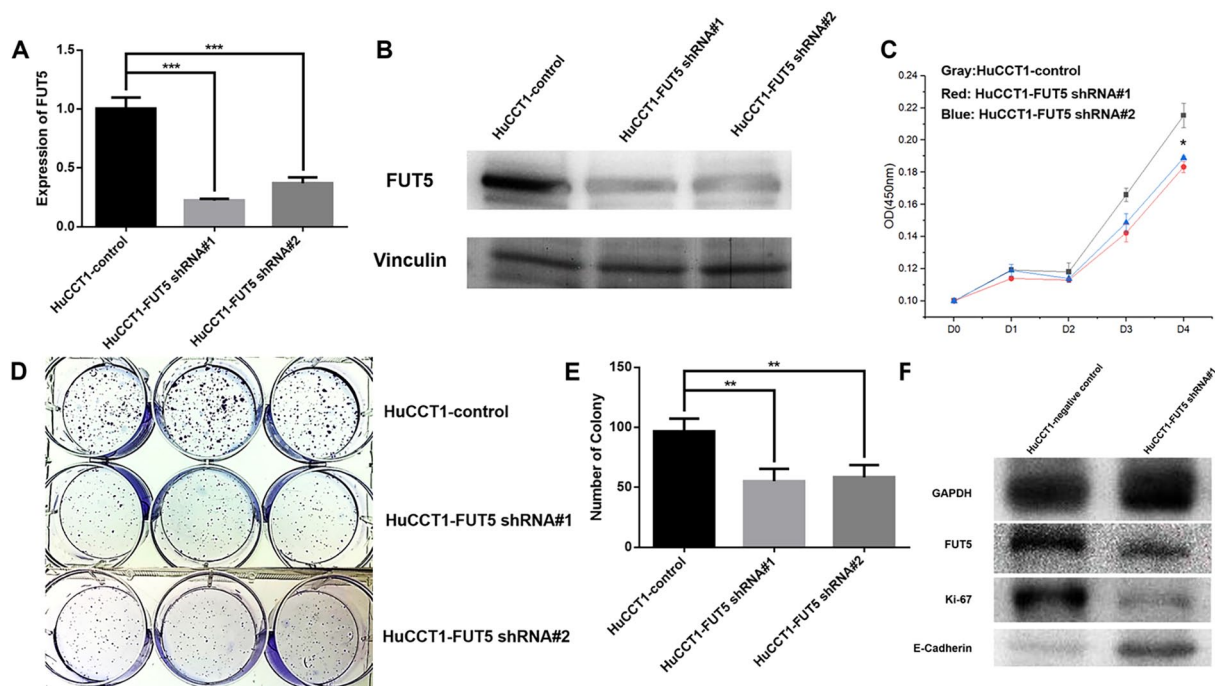 A
Expression of FUT5
1.5
1.0
0.5
0.0
***
***
HuCCT1-control
HuCCT1-FUT5 shRNA#1
HuCCT1-FUT5 shRNA#2
B
HuCCT1-control
HuCCT1-FUT5 shRNA#1
HuCCT1-FUT5 shRNA#2
FUT5
Vinculin
C
Gray:HuCCT1-control
Red: HuCCT1-FUT5 shRNA#1
Blue: HuCCT1-FUT5 shRNA#2
OD(450nm)
0.24
0.22
0.20
0.18
0.16
0.14
0.12
0.10
*
D0
D1
D2
D3
D4
D
HuCCT1-control
HuCCT1-FUT5 shRNA#1
HuCCT1-FUT5 shRNA#2
E
Number of Colony
150
100
50
0
**
**
HuCCT1-control
HuCCT1-FUT5 shRNA#1
HuCCT1-FUT5 shRNA#2
F
HuCCT1-negative control
HuCCT1-FUT5 shRNA#1
GAPDH
FUT5
Ki-67
E-Cadherin